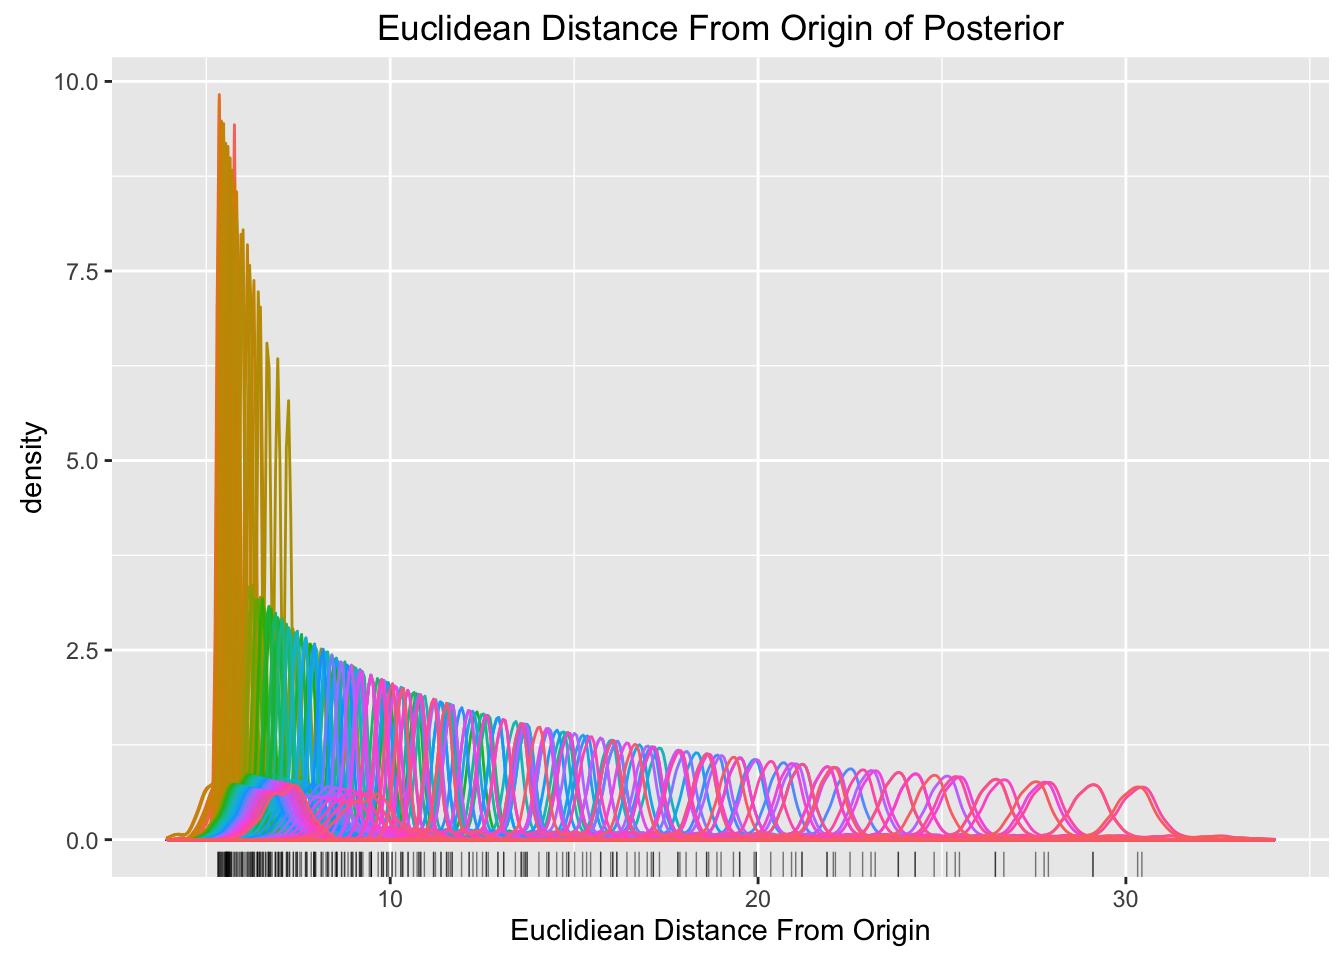 Euclidean Distance From Origin of Posterior
10.0
7.5
5.0
2.5
0.0
density
10
20
30
Euclidiean Distance From Origin